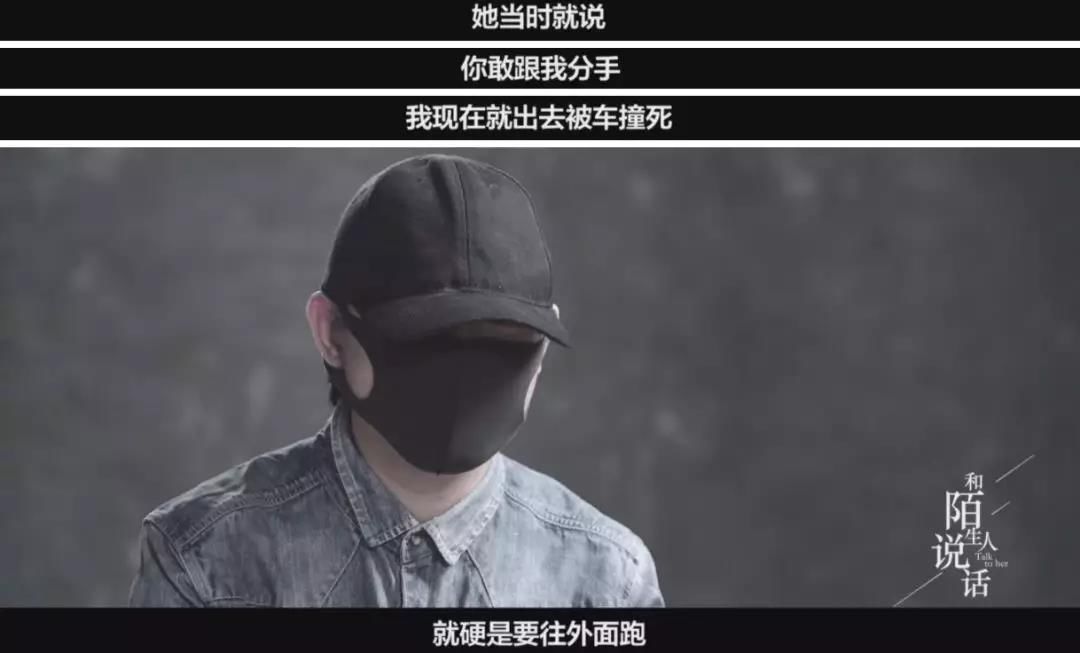 她当时就说
你敢跟我分手
我现在就出去被车撞死
和
陌生人
说话
Talk
to her
就硬是要往外面跑